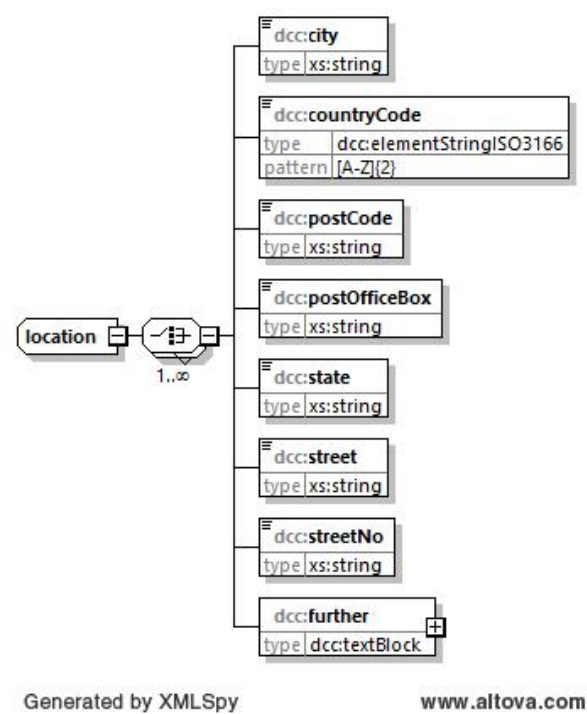 dcc:city
type xs:string
dcc:countryCode
type dcc:elementStringISO3166
pattern [A-Z]{2}
dcc:postCode
type xs:string
dcc:postOfficeBox
type xs:string
location
1..∞
dcc:state
type xs:string
dcc:street
type xs:string
dcc:streetNo
type xs:string
dcc:further
type dcc:textBlock
Generated by XMLSpy www.altova.com